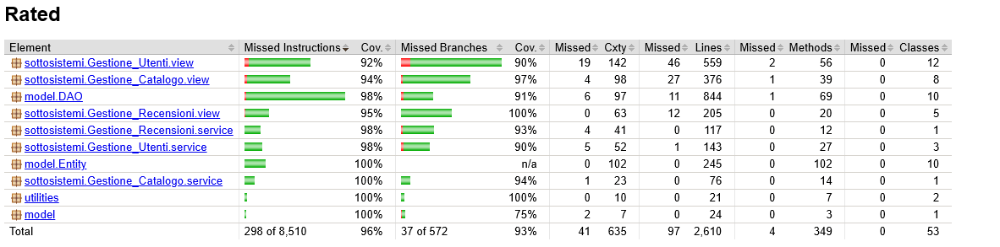 Rated
Element Missed Instructions Cov. Missed Branches Cov. Missed Cxty Missed Lines Missed Methods Missed Classes
sottosistemi.Gestione_Utenti.view 92% 90% 19 142 46 559 2 56 0 12
sottosistemi.Gestione_Catalogo.view 94% 97% 4 98 27 376 1 39 0 8
model.DAO 98% 91% 6 97 11 844 1 69 0 10
sottosistemi.Gestione_Recensioni.view 95% 100% 0 63 12 205 0 20 0 5
sottosistemi.Gestione_Recensioni.service 98% 93% 4 41 0 117 0 12 0 1
sottosistemi.Gestione_Utenti.service 98% 90% 5 52 1 143 0 27 0 3
model.Entity 100% n/a 0 102 0 245 0 102 0 10
sottosistemi.Gestione_Catalogo.service 100% 94% 1 23 0 76 0 14 0 1
utilities 100% 100% 0 10 0 21 0 7 0 2
model 100% 75% 2 7 0 24 0 3 0 1
Total 298 of 8,510 96% 37 of 572 93% 41 635 97 2,610 4 349 0 53